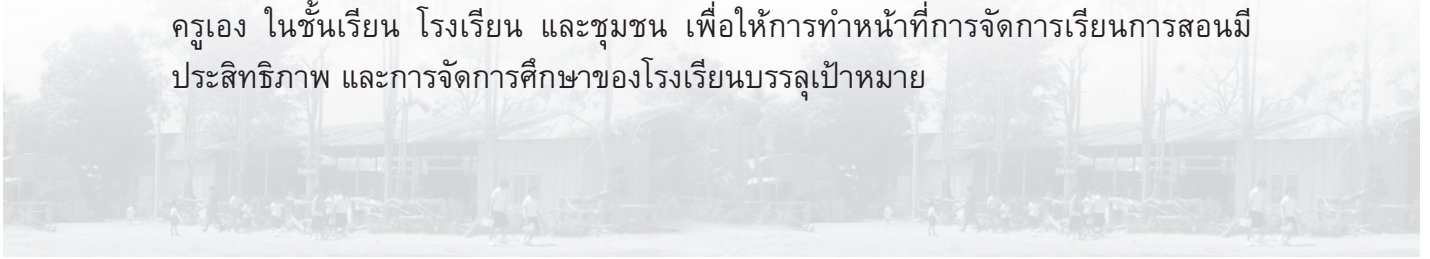 ครูเอง ในชั้นเรียน โรงเรียน และชุมชน เพื่อให้การทำหน้าที่การจัดการเรียนการสอนมี
ประสิทธิภาพ และการจัดการศึกษาของโรงเรียนบรรลุเป้าหมาย